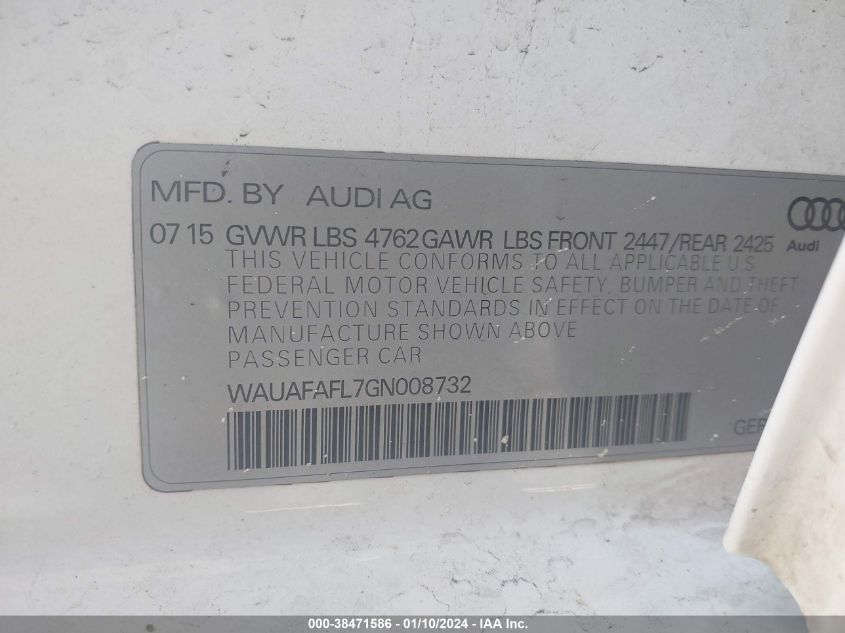 MFD. BY AUDI AG
07 15 GVWR LBS 4762 GAWR LBS FRONT 2447/REAR 2425
Audi
THIS VEHICLE CONFORMS TO ALL APPLICABLE U S
FEDERAL MOTOR VEHICLE SAFETY, BUMPER AND THEFT
PREVENTION STANDARDS IN EFFECT ON THE DATE OF
MANUFACTURE SHOWN ABOVE
PASSENGER CAR
WAUAFAFL7GN008732
GER
000-38471586 - 01/10/2024 - IAA Inc.